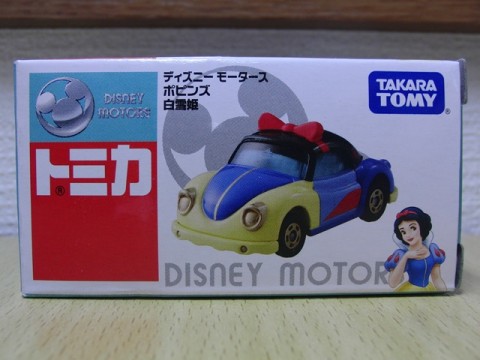 DISNEY
MOTORS
ディズニー モータース
ポピンズ
白雪姫
TAKARA
TOMY
トミカ
DISNEY MOTOR